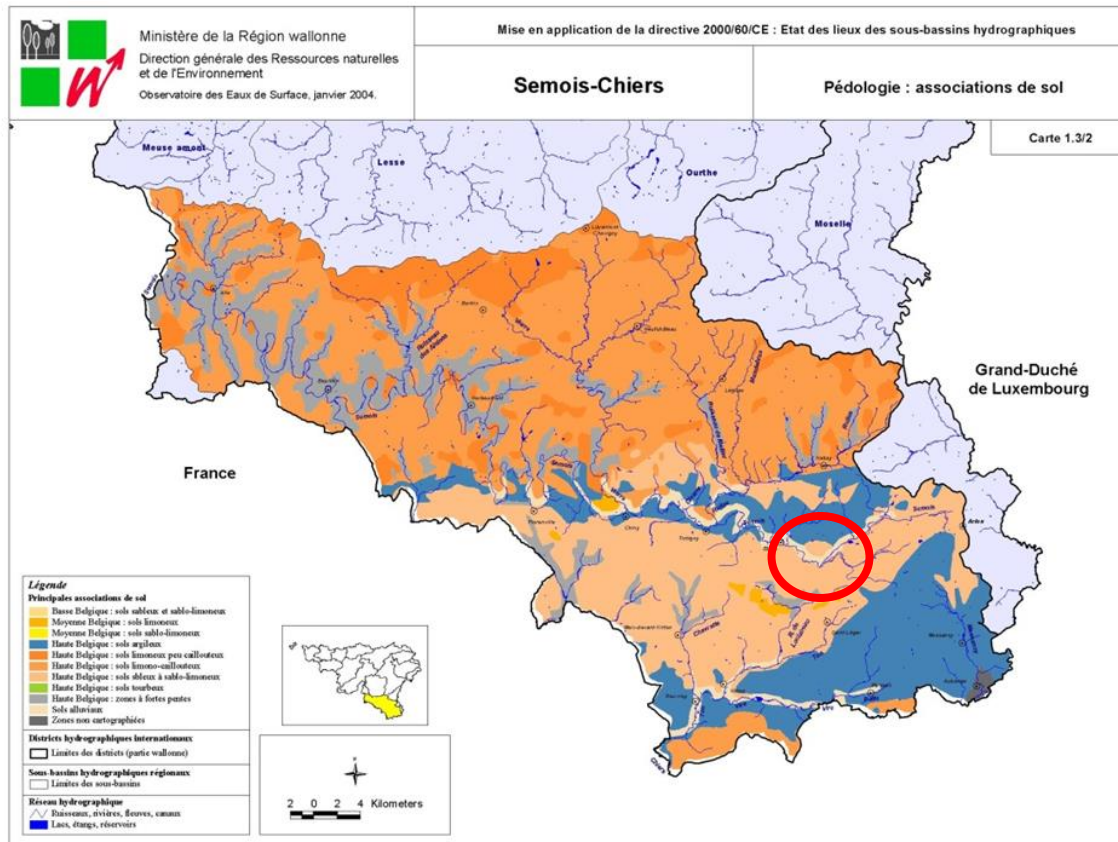 Ministère de la Région wallonne
Direction générale des Ressources naturelles
et de l'Environnement
Observatoire des Eaux de Surface, janvier 2004.
Mise en application de la directive 2000/60/CE : Etat des lieux des sous-bassins hydrographiques
Semois-Chiers
Pédologie : associations de sol
Carte 1.3/2
Meuse amont
Lesse
Ourthe
Moselle
Grand-Duché
de Luxembourg
France
Semois
Semois
Semois
Vierre
Vire
Vire
Ton
Chiers
Légende
Principales associations de sol
Basse Belgique : sols sableux et sablo-limoneux
Moyenne Belgique : sols limoneux
Moyenne Belgique : sols sablo-limoneux
Haute Belgique : sols argileux
Haute Belgique : sols limoneux peu caillouteux
Haute Belgique : sols limono-caillouteux
Haute Belgique : sols sbleux à sablo-limoneux
Haute Belgique : sols tourbeux
Haute Belgique : zones à fortes pentes
Sols alluviaux
Zones non cartographiées
Districts hydrographiques internationaux
Limites des districts (partie wallonne)
Sous-bassins hydrographiques régionaux
Limites des sous-bassins
Réseau hydrographique
Ruisseaux, rivières, fleuves, canaux
Lacs, étangs, réservoirs
2 0 2 4 Kilometers